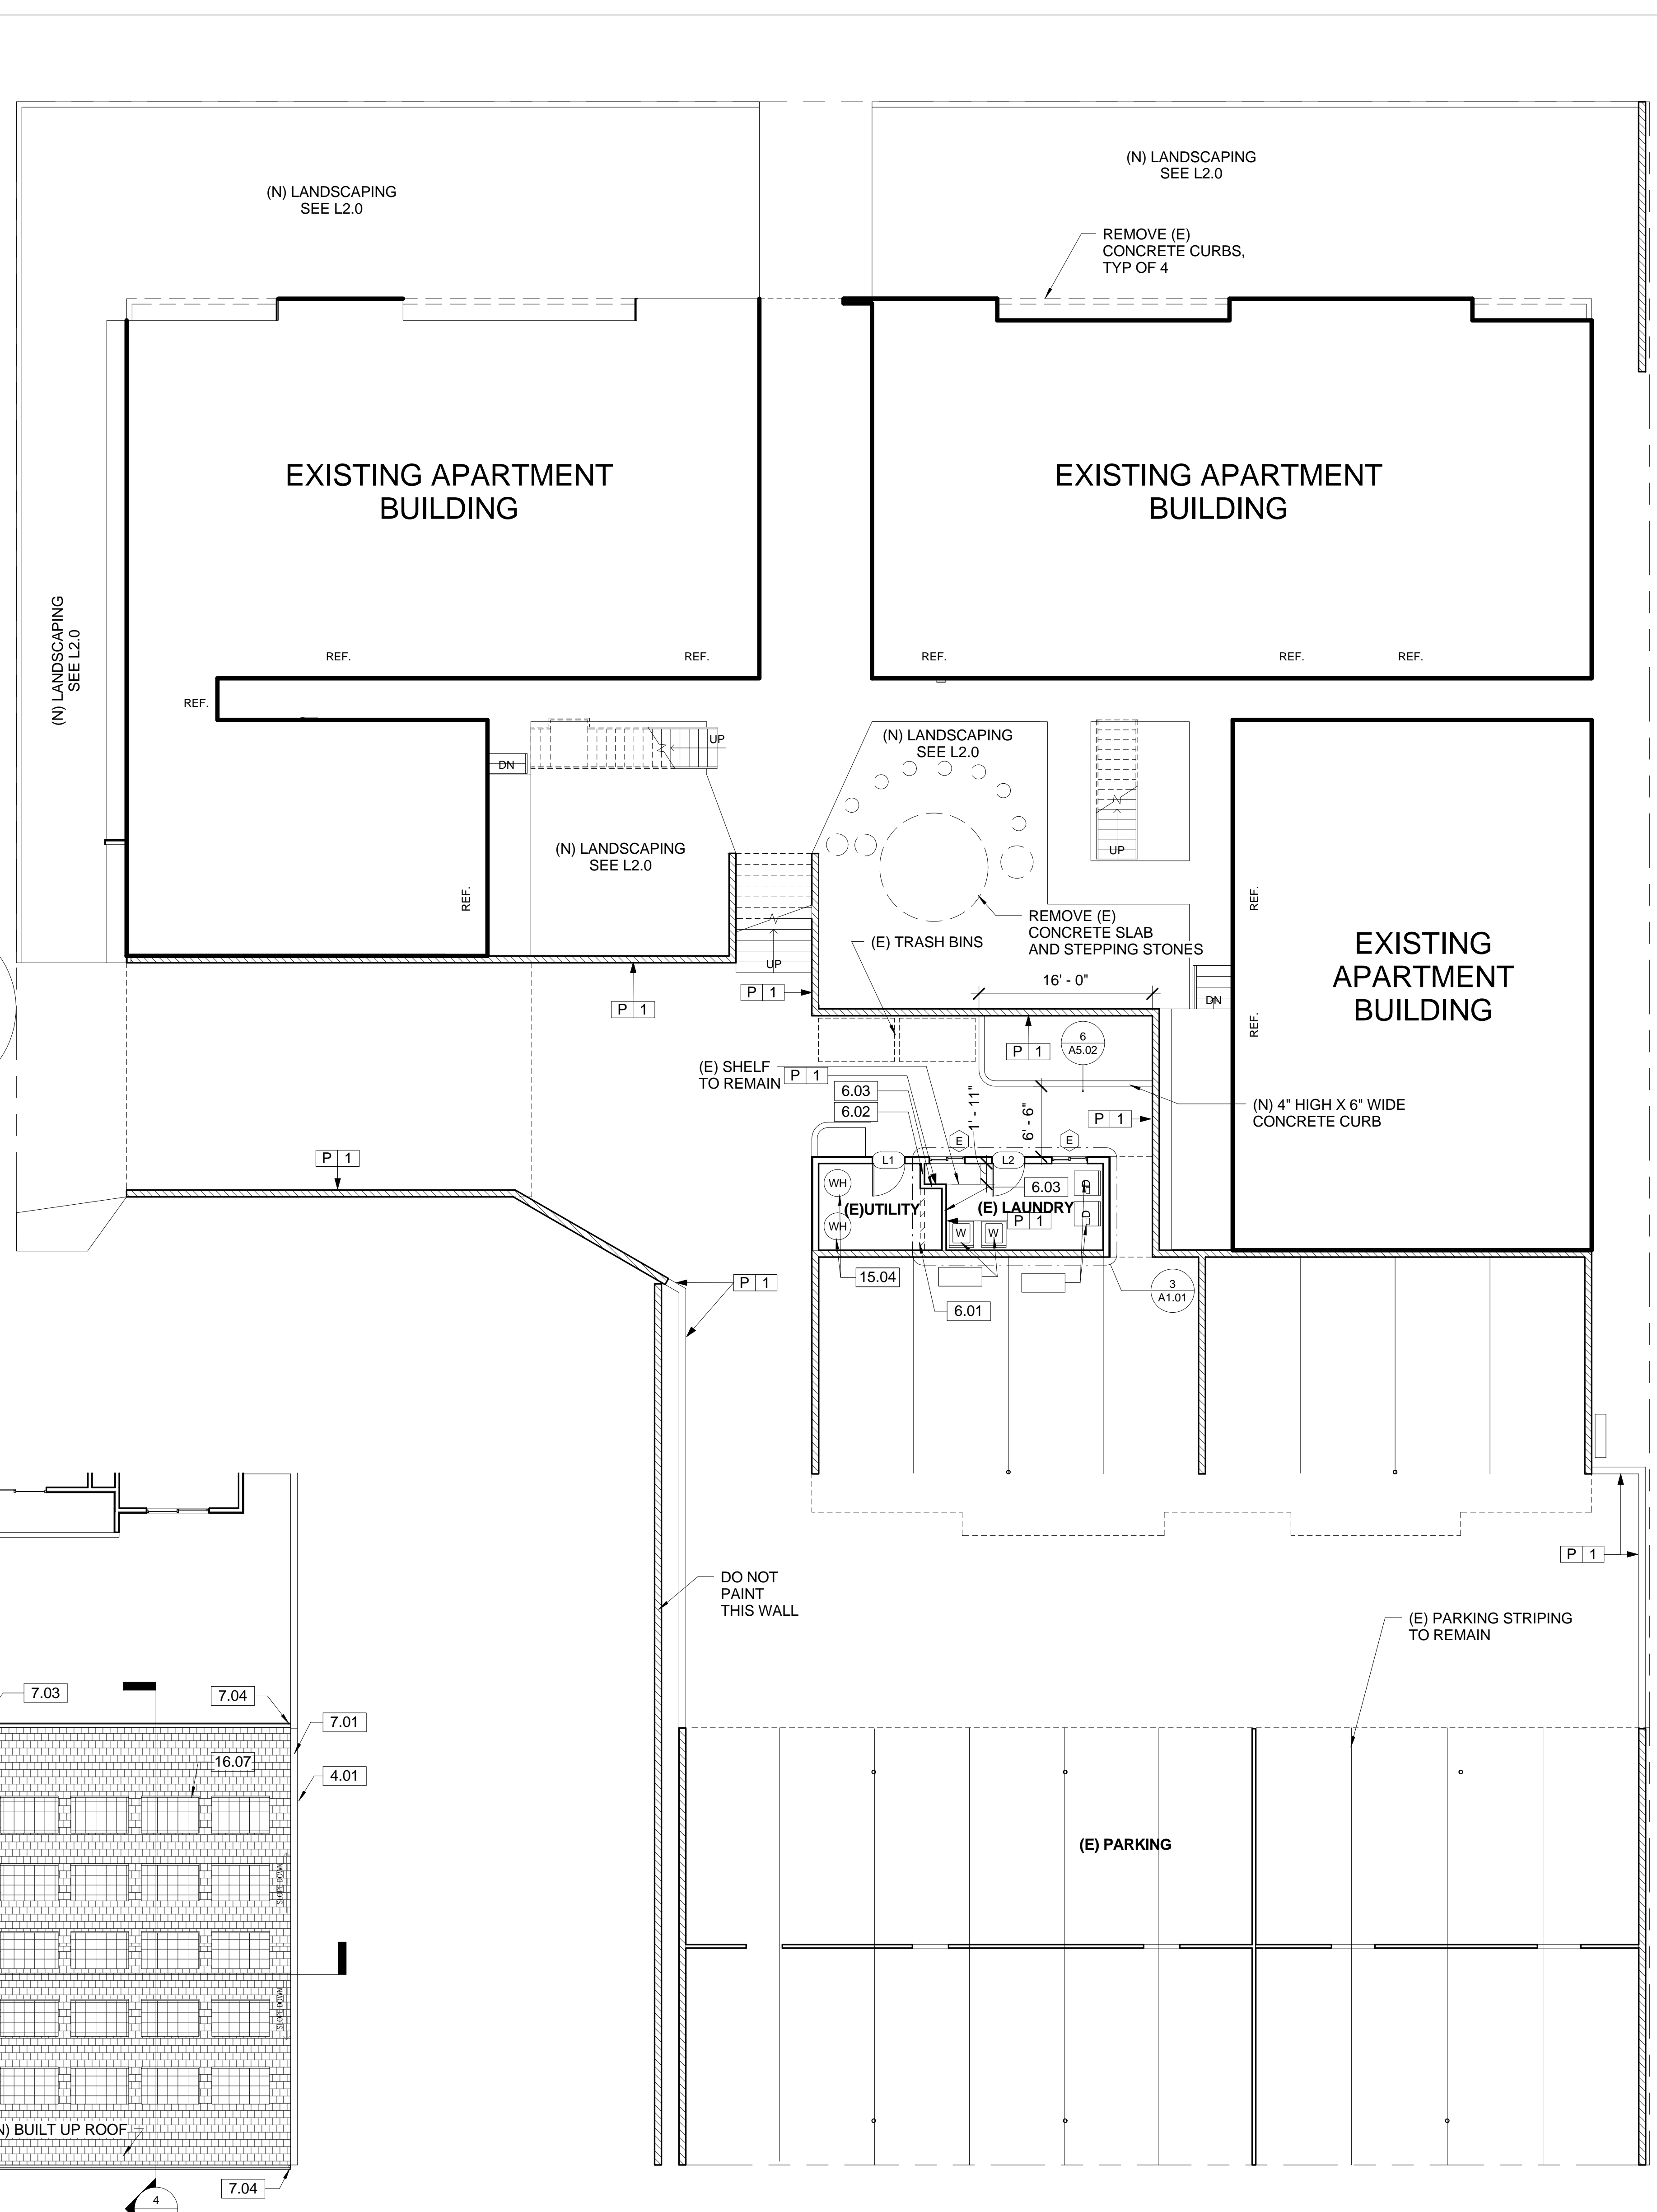 (N) LANDSCAPING
SEE L2.0
(N) LANDSCAPING
SEE L2.0
REMOVE (E)
CONCRETE CURBS,
TYP OF 4
EXISTING APARTMENT
BUILDING
EXISTING APARTMENT
BUILDING
(N) LANDSCAPING
SEE L2.0
REF.
REF.
REF.
REF.
REF.
REF.
UP
DN
(N) LANDSCAPING
SEE L2.0
(N) LANDSCAPING
SEE L2.0
UP
REF.
REF.
REMOVE (E)
CONCRETE SLAB
AND STEPPING STONES
(E) TRASH BINS
EXISTING
APARTMENT
BUILDING
UP
16' - 0"
P 1
P 1
DN
REF.
P 1
6
A5.02
(E) SHELF
TO REMAIN
P 1
6.03
6.02
1' - 11"
6' - 6"
P 1
(N) 4" HIGH X 6" WIDE
CONCRETE CURB
E
E
P 1
L1
L2
WH
6.03
D
(E)UTILITY
(E) LAUNDRY
P 1
D
WH
W
W
15.04
P 1
3
A1.01
6.01
P 1
DO NOT
PAINT
THIS WALL
(E) PARKING STRIPING
TO REMAIN
7.03
7.04
7.01
16.07
4.01
SLOPE DOWN
(E) PARKING
SLOPE DOWN
N) BUILT UP ROOF
7.04
4